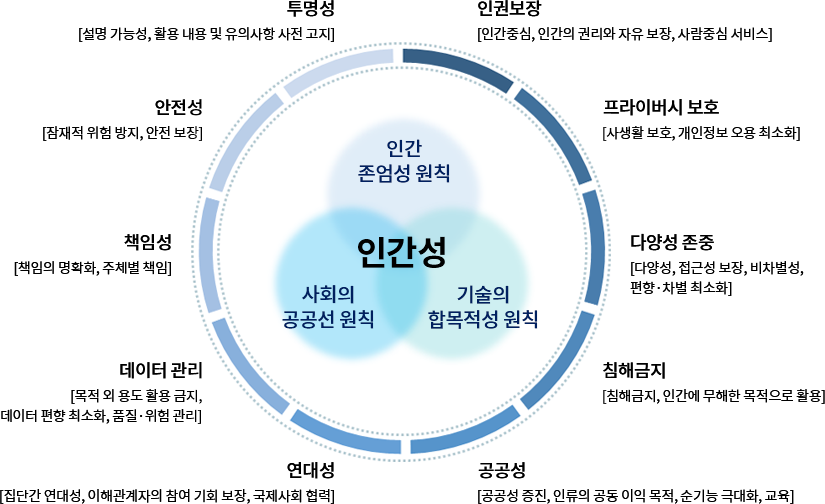 투명성
[설명 가능성, 활용 내용 및 유의사항 사전 고지]
인권보장
[인간중심, 인간의 권리와 자유 보장, 사람중심 서비스]
안전성
[잠재적 위험 방지, 안전 보장]
프라이버시 보호
[사생활 보호, 개인정보 오용 최소화]
인간
존엄성 원칙
인간성
사회의
공공선 원칙
기술의
합목적성 원칙
책임성
[책임의 명확화, 주체별 책임]
다양성 존중
[다양성, 접근성 보장, 비차별성,
편향·차별 최소화]
데이터 관리
[목적 외 용도 활용 금지,
데이터 편향 최소화, 품질·위험 관리]
침해금지
[침해금지, 인간에 무해한 목적으로 활용]
연대성
[집단간 연대성, 이해관계자의 참여 기회 보장, 국제사회 협력]
공공성
[공공성 증진, 인류의 공동 이익 목적, 순기능 극대화, 교육]